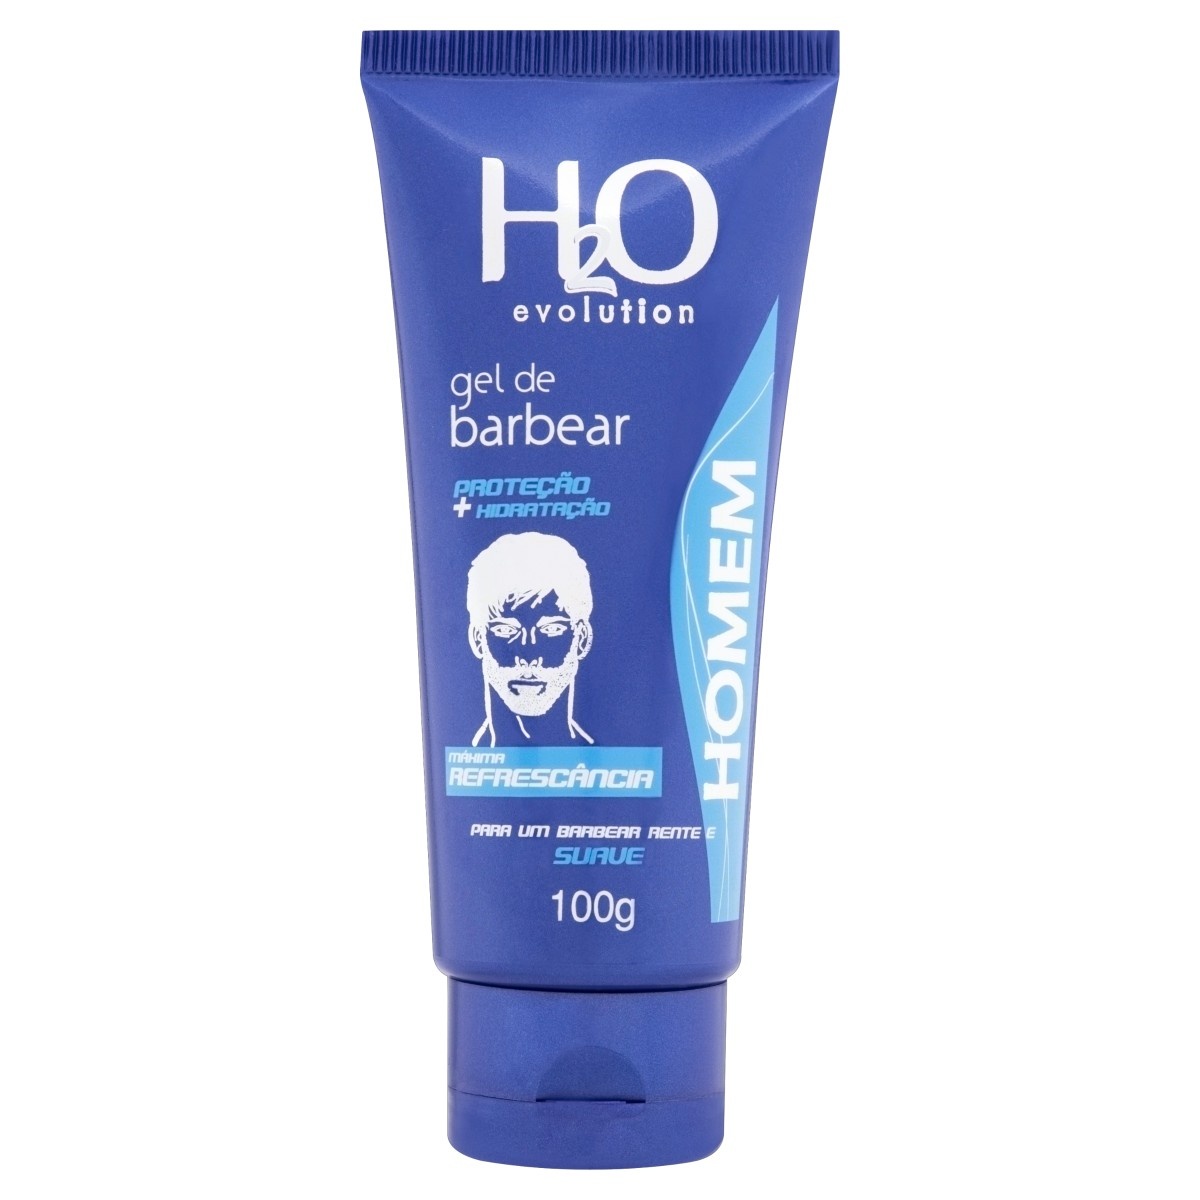 H2O
evolution
gel de
barbear
PROTEÇÃO
+ HIDRATAÇÃO
HOMEM
MÁXIMA
REFRESCÂNCIA
PARA UM BARBEAR RENTE E
SUAVE
100g